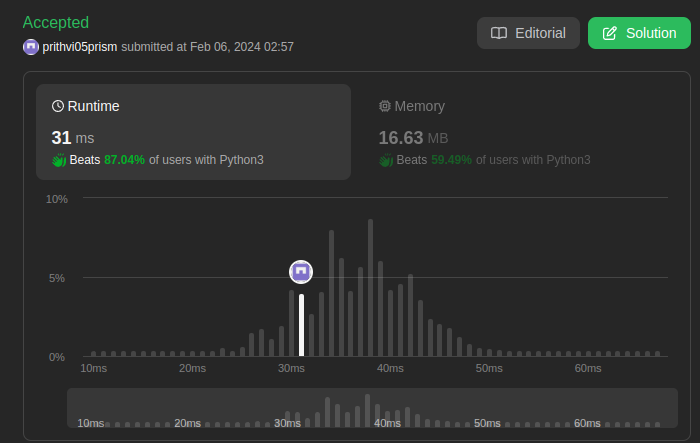 Accepted
prithvi05prism submitted at Feb 06, 2024 02:57
Editorial
Solution
Runtime
31 ms
Beats 87.04% of users with Python3
Memory
16.63 MB
Beats 59.49% of users with Python3
10%
5%
0%
10ms 20ms 30ms 40ms 50ms 60ms
10ms 20ms 30ms 40ms 50ms 60ms